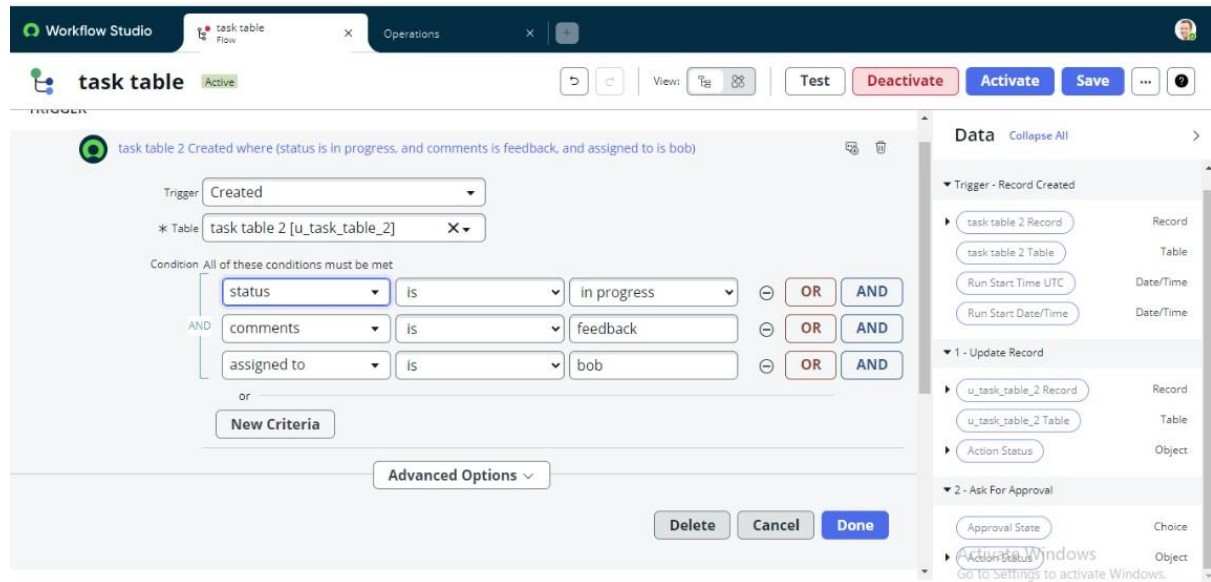 Workflow Studio
task table
Flow
Operations
task table Active
View:
Test
Deactivate
Activate
Save
TRIGGER
task table 2 Created where (status is in progress, and comments is feedback, and assigned to is bob)
Trigger Created
* Table task table 2 [u_task_table_2]
Condition All of these conditions must be met
status is in progress OR AND
AND
comments is feedback OR AND
assigned to is bob OR AND
or
New Criteria
Advanced Options
Delete Cancel Done
Data Collapse All
Trigger - Record Created
task table 2 Record Record
task table 2 Table Table
Run Start Time UTC Date/Time
Run Start Date/Time Date/Time
1 - Update Record
u_task_table_2 Record Record
u_task_table_2 Table Table
Action Status Object
2 - Ask For Approval
Approval State Choice
Action Status Object
Activate Windows
Go to Settings to activate Windows.